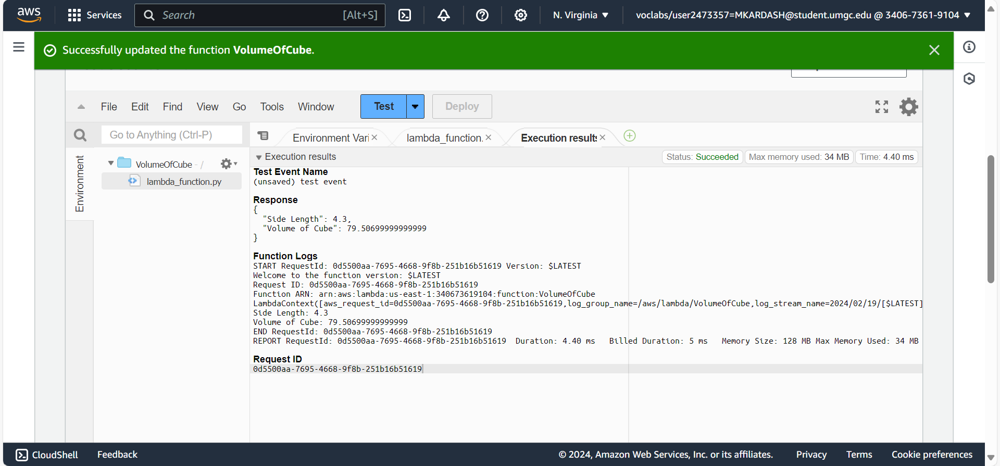 aws
Services
Search [Alt+S]
N. Virginia
voclabs/user2473357=MKARDASH@student.umgc.edu @ 3406-7361-9104
Successfully updated the function VolumeOfCube.
File Edit Find View Go Tools Window Test Deploy
Go to Anything (Ctrl-P)
Environment Vari lambda_function. Execution results
Environment
VolumeOfCube - /
lambda_function.py
Execution results Status: Succeeded Max memory used: 34 MB Time: 4.40 ms
Test Event Name
(unsaved) test event
Response
{
"Side Length": 4.3,
"Volume of Cube": 79.50699999999999
}
Function Logs
START RequestId: 0d5500aa-7695-4668-9f8b-251b16b51619 Version: $LATEST
Welcome to the function version: $LATEST
Request ID: 0d5500aa-7695-4668-9f8b-251b16b51619
Function ARN: arn:aws:lambda:us-east-1:340673619104:function:VolumeOfCube
LambdaContext([aws_request_id=0d5500aa-7695-4668-9f8b-251b16b51619,log_group_name=/aws/lambda/VolumeOfCube,log_stream_name=2024/02/19/[$LATEST]
Side Length: 4.3
Volume of Cube: 79.50699999999999
END RequestId: 0d5500aa-7695-4668-9f8b-251b16b51619
REPORT RequestId: 0d5500aa-7695-4668-9f8b-251b16b51619 Duration: 4.40 ms Billed Duration: 5 ms Memory Size: 128 MB Max Memory Used: 34 MB
Request ID
0d5500aa-7695-4668-9f8b-251b16b51619
CloudShell Feedback © 2024, Amazon Web Services, Inc. or its affiliates. Privacy Terms Cookie preferences